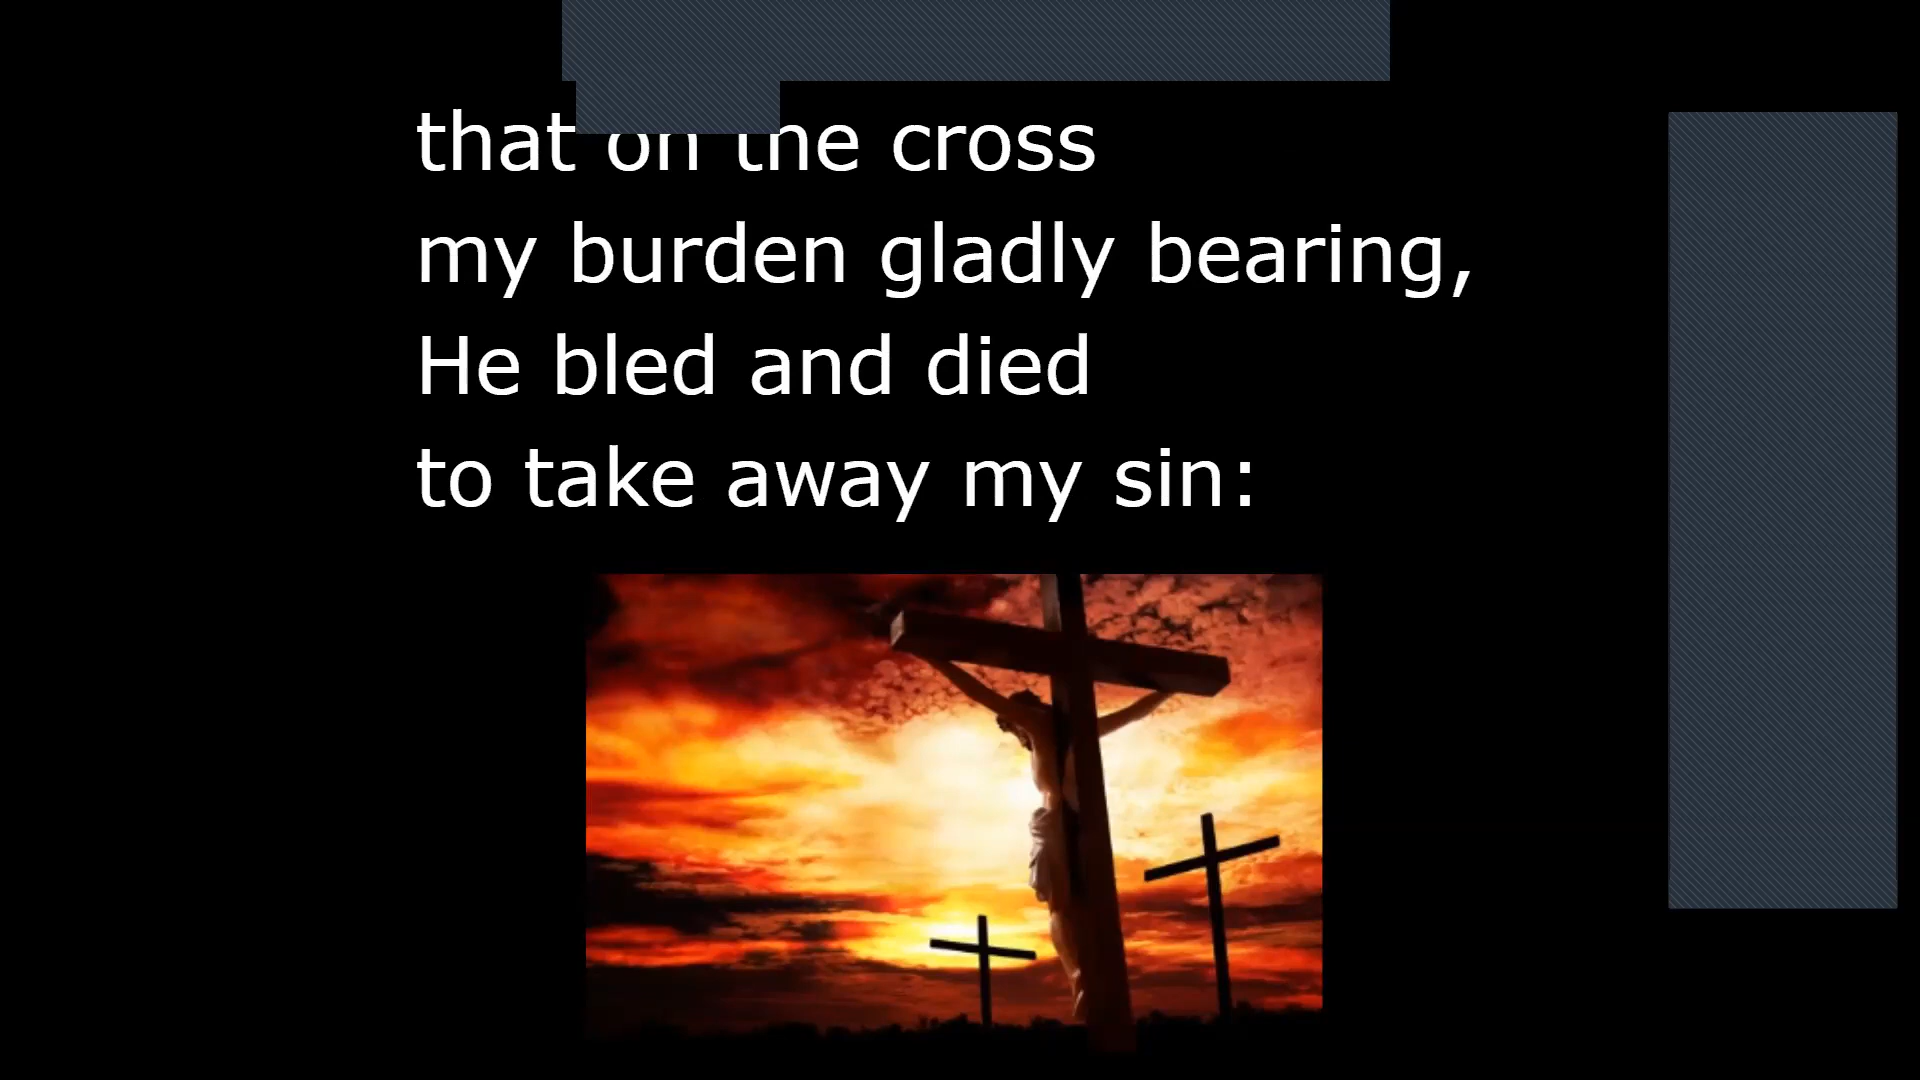 that on the cross
my burden gladly bearing,
He bled and died
to take away my sin: